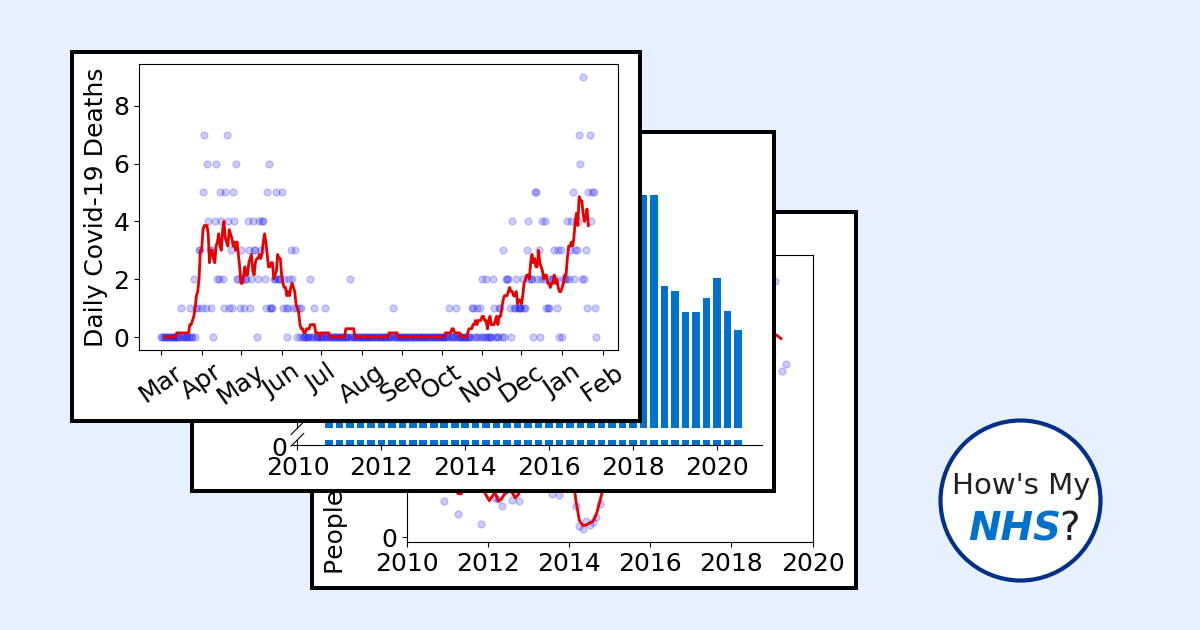 Daily Covid-19 Deaths
8
6
4
2
0
Mar Apr May Jun Jul Aug Sep Oct Nov Dec Jan Feb
0
2010 2012 2014 2016 2018 2020
People
0
2010 2012 2014 2016 2018 2020
How's My
NHS?